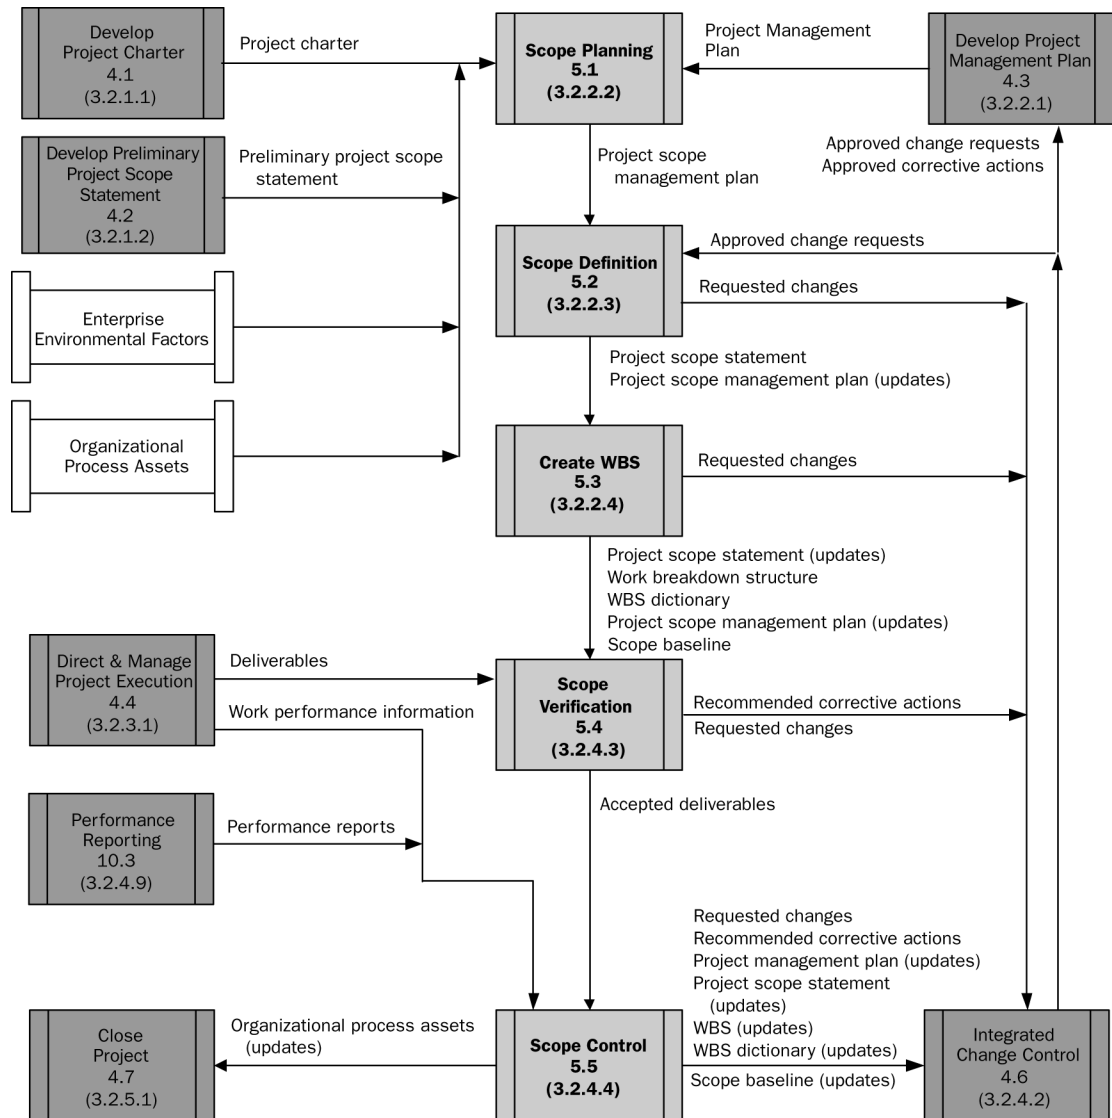 Develop
Project Charter
4.1
(3.2.1.1)
Project charter
Scope Planning
5.1
(3.2.2.2)
Project Management
Plan
Develop Project
Management Plan
4.3
(3.2.2.1)
Develop Preliminary
Project Scope
Statement
4.2
(3.2.1.2)
Preliminary project scope
statement
Project scope
management plan
Approved change requests
Approved corrective actions
Enterprise
Environmental Factors
Scope Definition
5.2
(3.2.2.3)
Approved change requests
Requested changes
Project scope statement
Project scope management plan (updates)
Organizational
Process Assets
Create WBS
5.3
(3.2.2.4)
Requested changes
Project scope statement (updates)
Work breakdown structure
WBS dictionary
Project scope management plan (updates)
Scope baseline
Direct & Manage
Project Execution
4.4
(3.2.3.1)
Deliverables
Work performance information
Scope
Verification
5.4
(3.2.4.3)
Recommended corrective actions
Requested changes
Accepted deliverables
Performance
Reporting
10.3
(3.2.4.9)
Performance reports
Requested changes
Recommended corrective actions
Project management plan (updates)
Project scope statement
(updates)
WBS (updates)
WBS dictionary (updates)
Scope baseline (updates)
Close
Project
4.7
(3.2.5.1)
Organizational process assets
(updates)
Scope Control
5.5
(3.2.4.4)
Integrated
Change Control
4.6
(3.2.4.2)